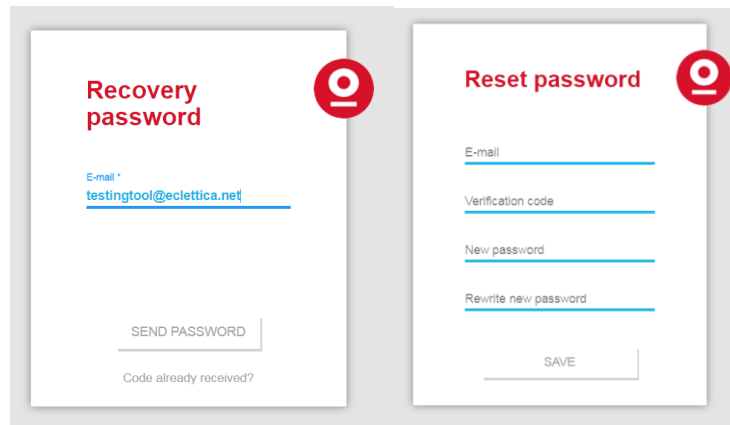 Recovery
password
E-mail *
testingtool@eclettica.net
SEND PASSWORD
Code already received?
Reset password
E-mail
Verification code
New password
Rewrite new password
SAVE